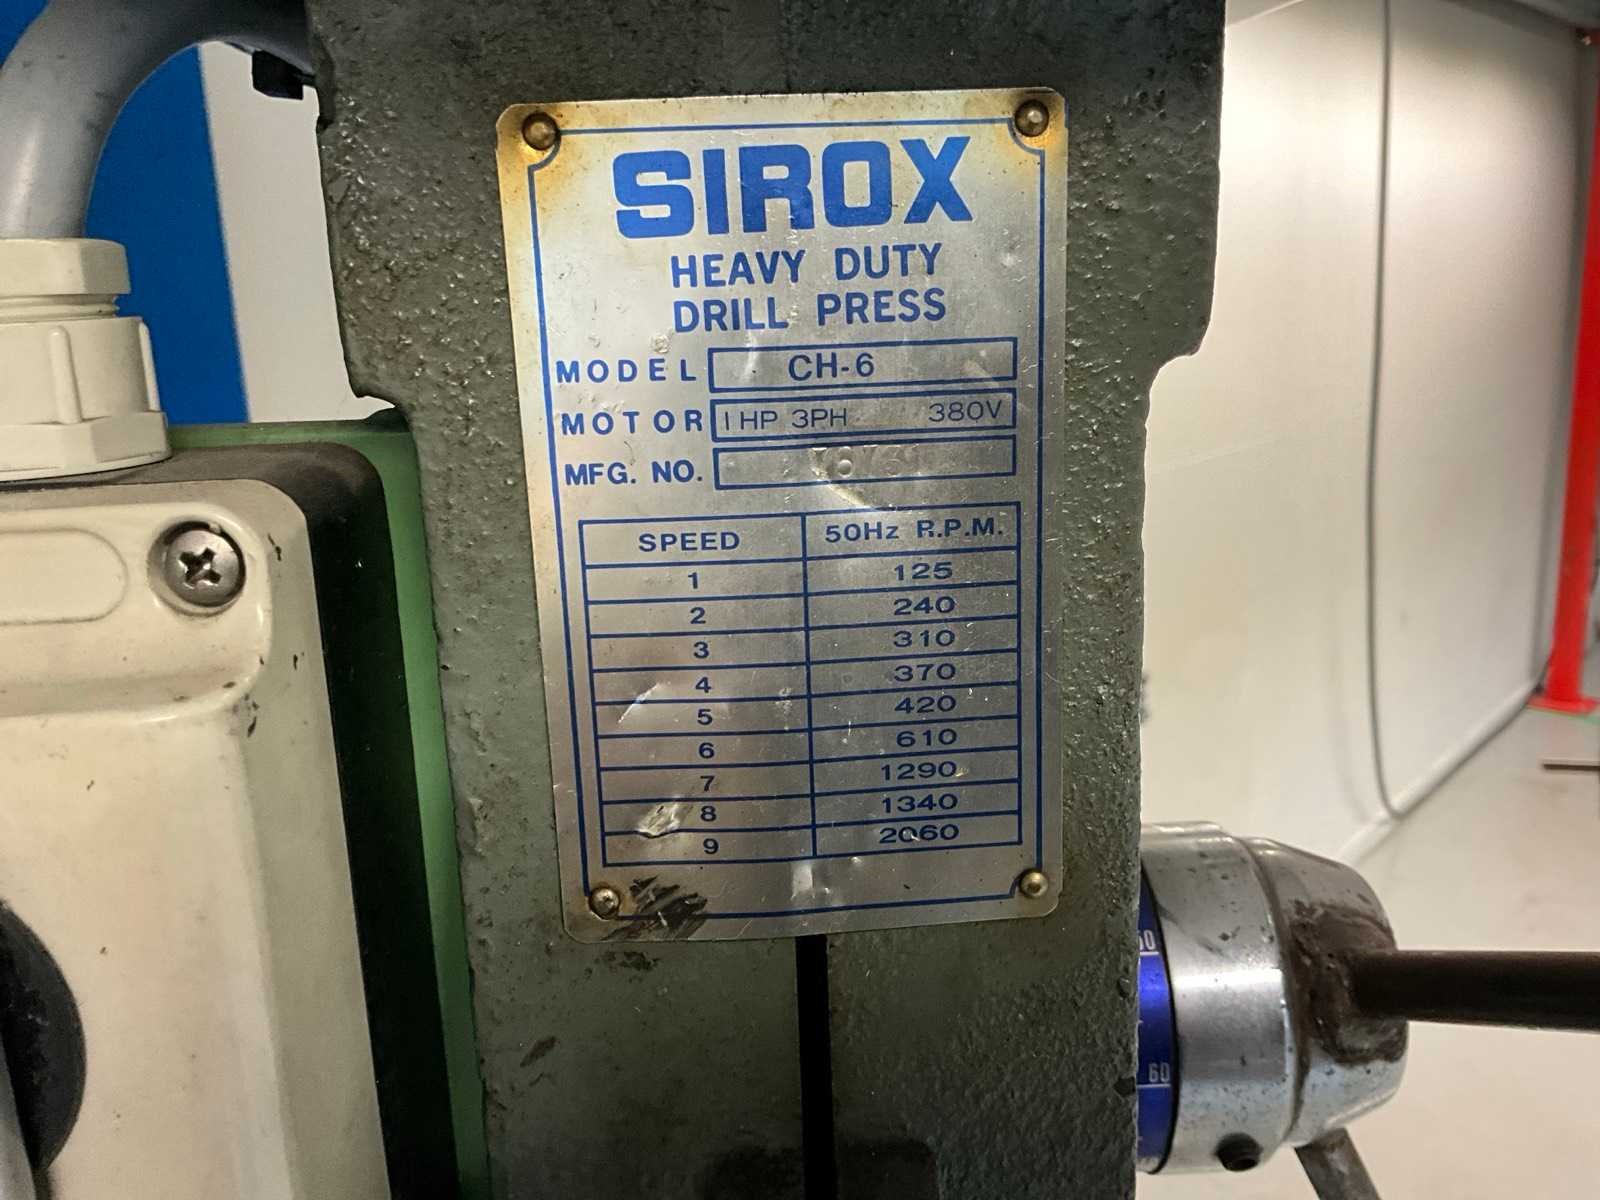 SIROX
HEAVY DUTY
DRILL PRESS
MODEL CH-6
MOTOR 1 HP 3PH 380V
MFG. NO.
SPEED 50Hz R.P.M.
1 125
2 240
3 310
4 370
5 420
6 610
7 1290
8 1340
9 2060
60